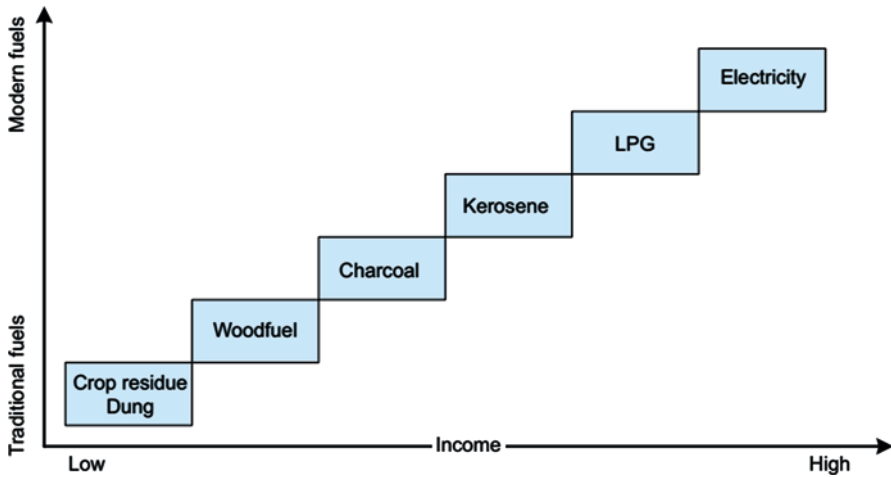 Modern fuels
Electricity
LPG
Kerosene
Charcoal
Woodfuel
Crop residue
Dung
Traditional fuels
Income
Low
High